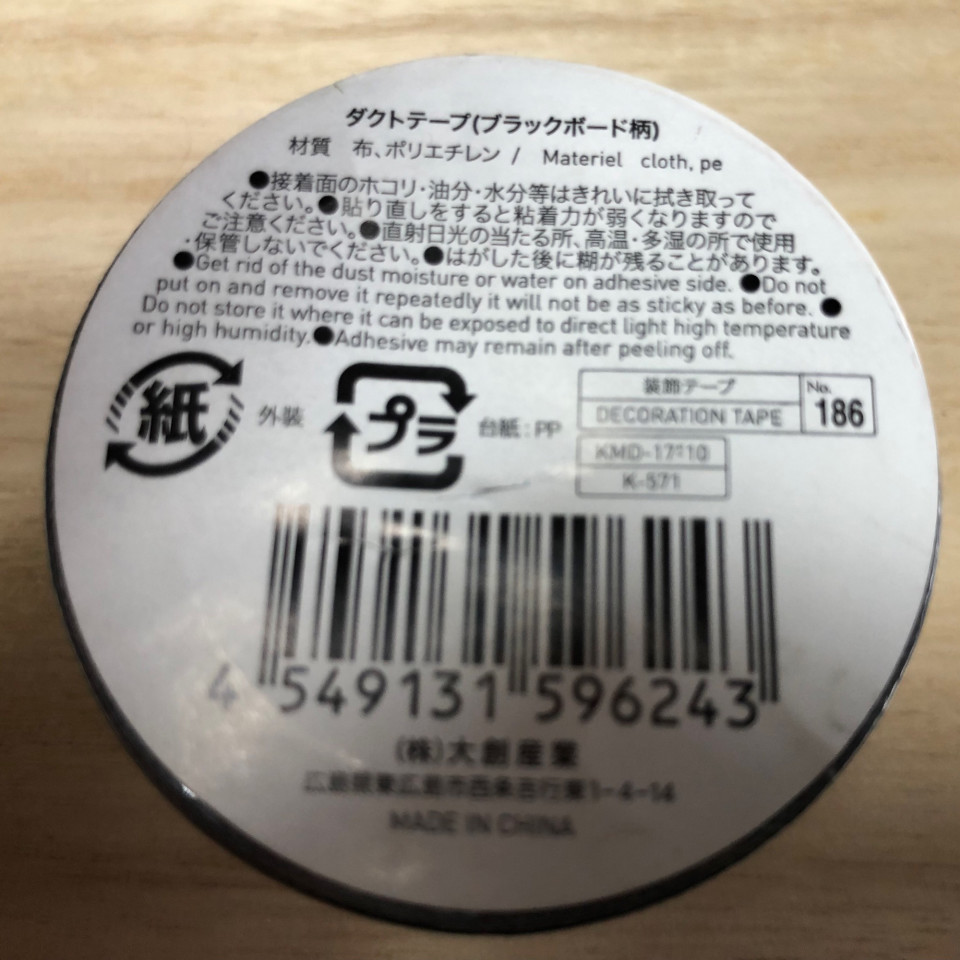 ダクトテープ(ブラックボード柄)
材質 布、ポリエチレン / Materiel cloth, pe
●接着面のホコリ・油分・水分等はきれいに拭き取って
ください。●貼り直しをすると粘着力が弱くなりますので
ご注意ください。●直射日光の当たる所、高温・多湿の所で使用
・保管しないでください。●はがした後に糊が残ることがあります。
●Get rid of the dust moisture or water on adhesive side. ●Do not
put on and remove it repeatedly it will not be as sticky as before. ●
Do not store it where it can be exposed to direct light high temperature
or high humidity.●Adhesive may remain after peeling off.
紙 外装 プラ 台紙:PP
装飾テープ No.
DECORATION TAPE 186
KMD-17#10
K-571
4 549131 596243
(株)大創産業
広島県東広島市西条吉行東1-4-14
MADE IN CHINA